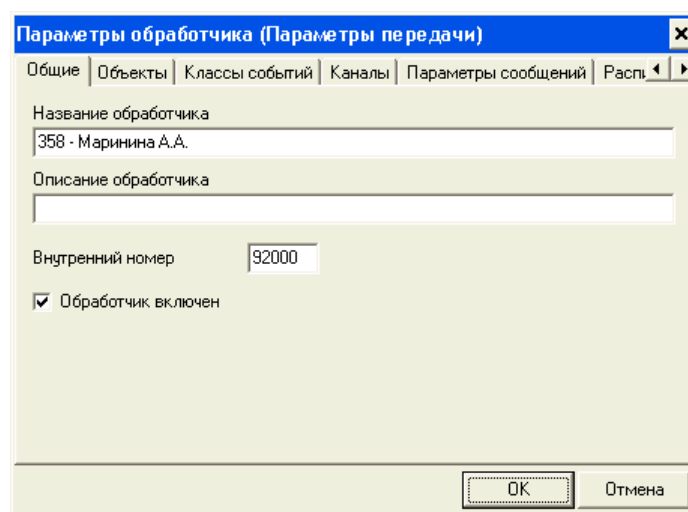 Параметры обработчика (Параметры передачи)
Общие Объекты Классы событий Каналы Параметры сообщений
Название обработчика
358 - Маринина А.А.
Описание обработчика
Внутренний номер 92000
Обработчик включен
OK Отмена